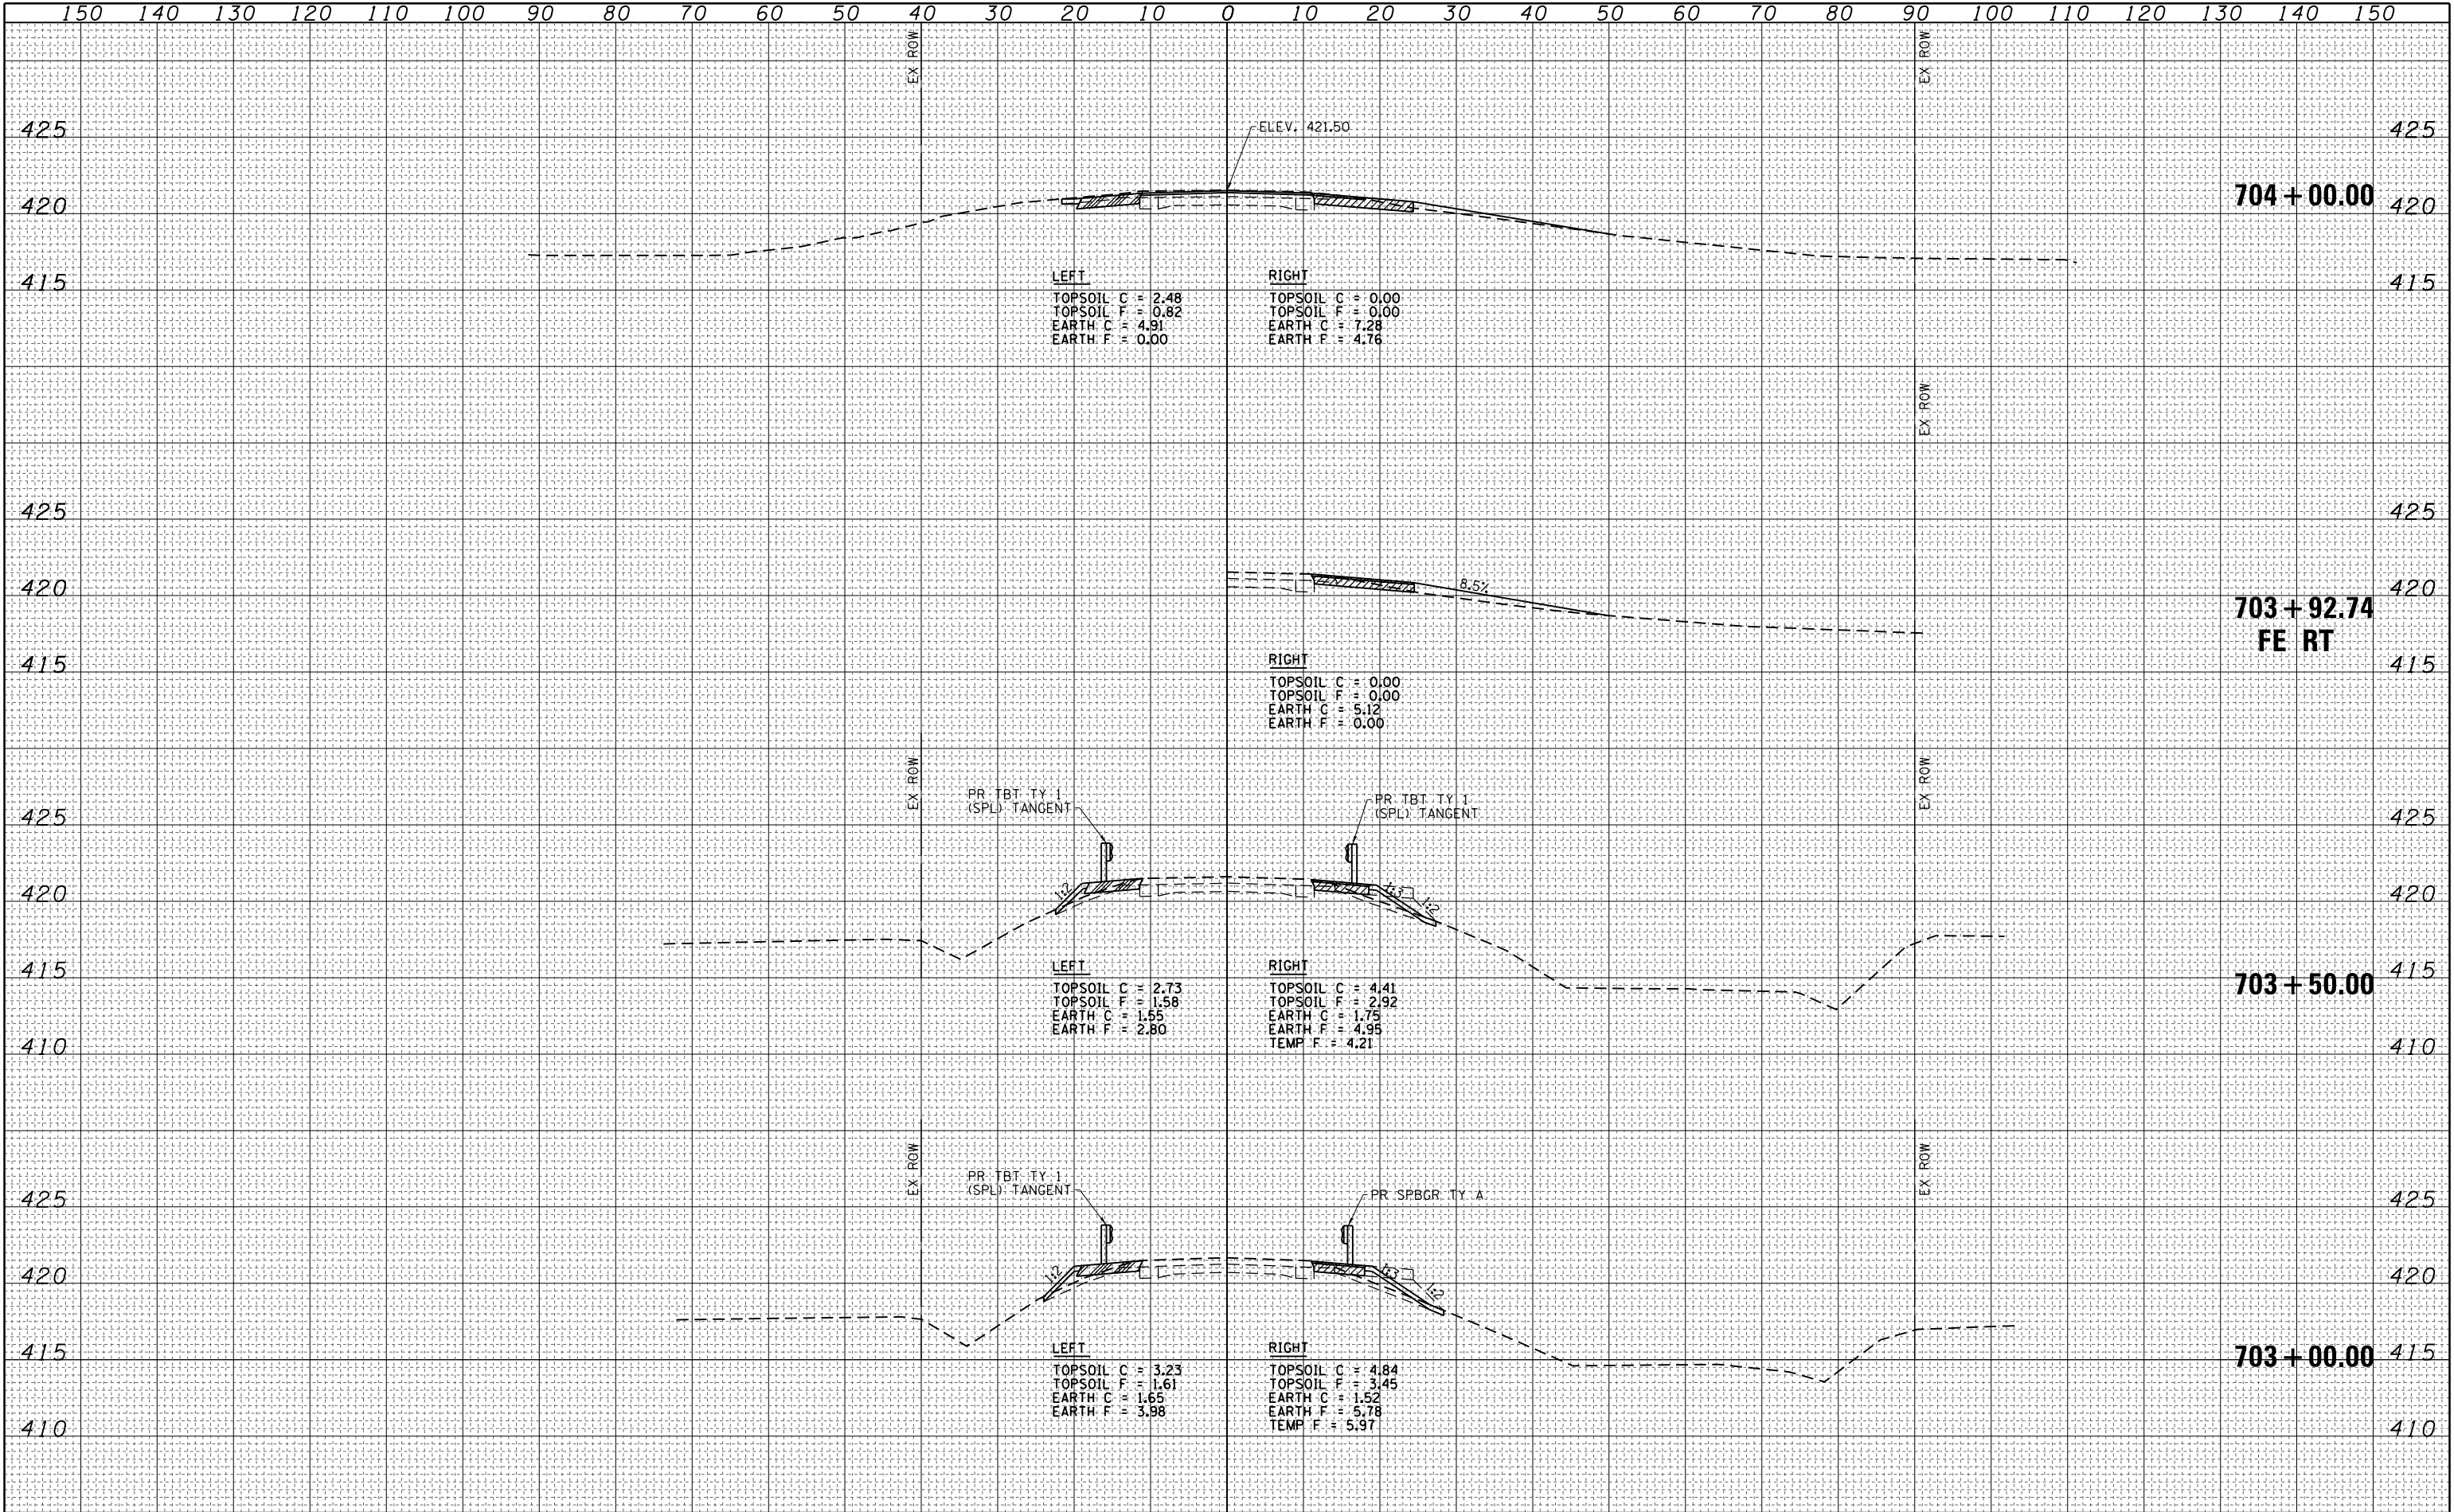 150 140 130 120 110 100 90 80 70 60 50 40 30 20 10 0 10 20 30 40 50 60 70 80 90 100 110 120 130 140 150
EX ROW
EX ROW
425 425
ELEV. 421.50
704+00.00
420 420
415 415
LEFT
TOPSOIL C = 2.48
TOPSOIL F = 0.82
EARTH C = 4.91
EARTH F = 0.00
RIGHT
TOPSOIL C = 0.00
TOPSOIL F = 0.00
EARTH C = 7.28
EARTH F = 4.76
EX ROW
425 425
8.5%
420 420
703+92.74
FE RT
415 415
RIGHT
TOPSOIL C = 0.00
TOPSOIL F = 0.00
EARTH C = 5.12
EARTH F = 0.00
EX ROW
EX ROW
PR TBT TY 1
(SPL) TANGENT
PR TBT TY 1
(SPL) TANGENT
425 425
1:2
1:3
1:2
420 420
415 415
703+50.00
LEFT
TOPSOIL C = 2.73
TOPSOIL F = 1.58
EARTH C = 1.55
EARTH F = 2.80
RIGHT
TOPSOIL C = 4.41
TOPSOIL F = 2.92
EARTH C = 1.75
EARTH F = 4.95
TEMP F = 4.21
410 410
EX ROW
EX ROW
PR TBT TY 1
(SPL) TANGENT
PR SPBGR TY A
425 425
1:2
1:3
1:2
420 420
415 415
703+00.00
LEFT
TOPSOIL C = 3.23
TOPSOIL F = 1.61
EARTH C = 1.65
EARTH F = 3.98
RIGHT
TOPSOIL C = 4.84
TOPSOIL F = 3.45
EARTH C = 1.52
EARTH F = 5.78
TEMP F = 5.97
410 410